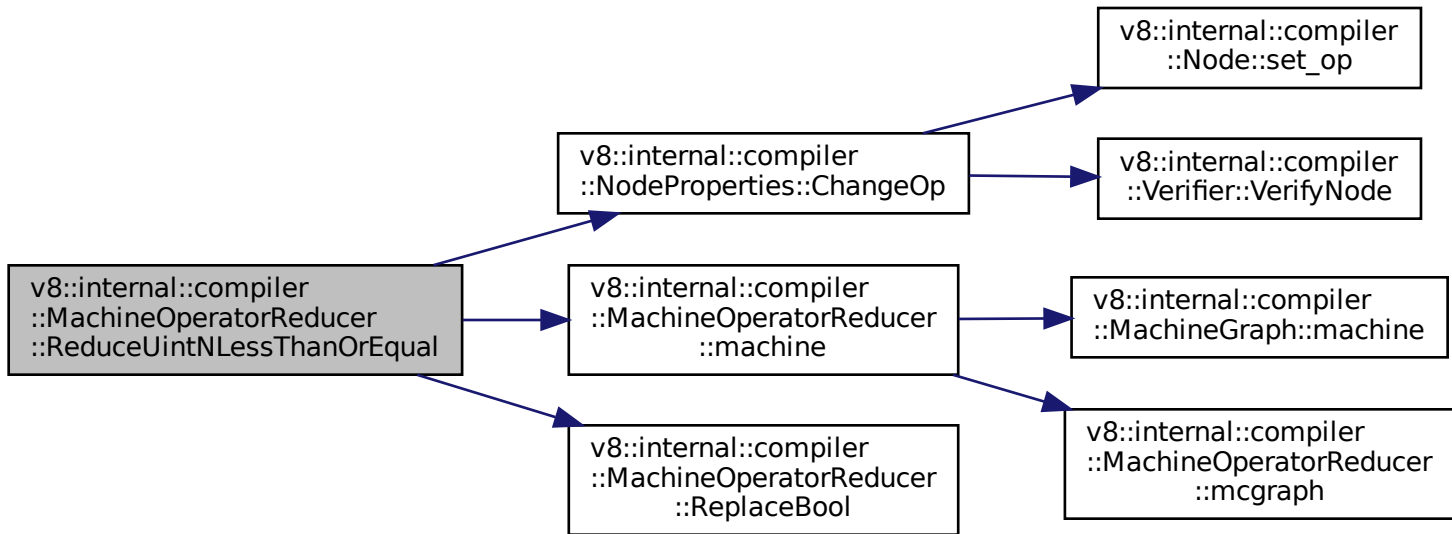 v8::internal::compiler
::Node::set_op
v8::internal::compiler
::NodeProperties::ChangeOp
v8::internal::compiler
::Verifier::VerifyNode
v8::internal::compiler
::MachineOperatorReducer
::ReduceUintNLessThanOrEqual
v8::internal::compiler
::MachineOperatorReducer
::machine
v8::internal::compiler
::MachineGraph::machine
v8::internal::compiler
::MachineOperatorReducer
::ReplaceBool
v8::internal::compiler
::MachineOperatorReducer
::mcgraph